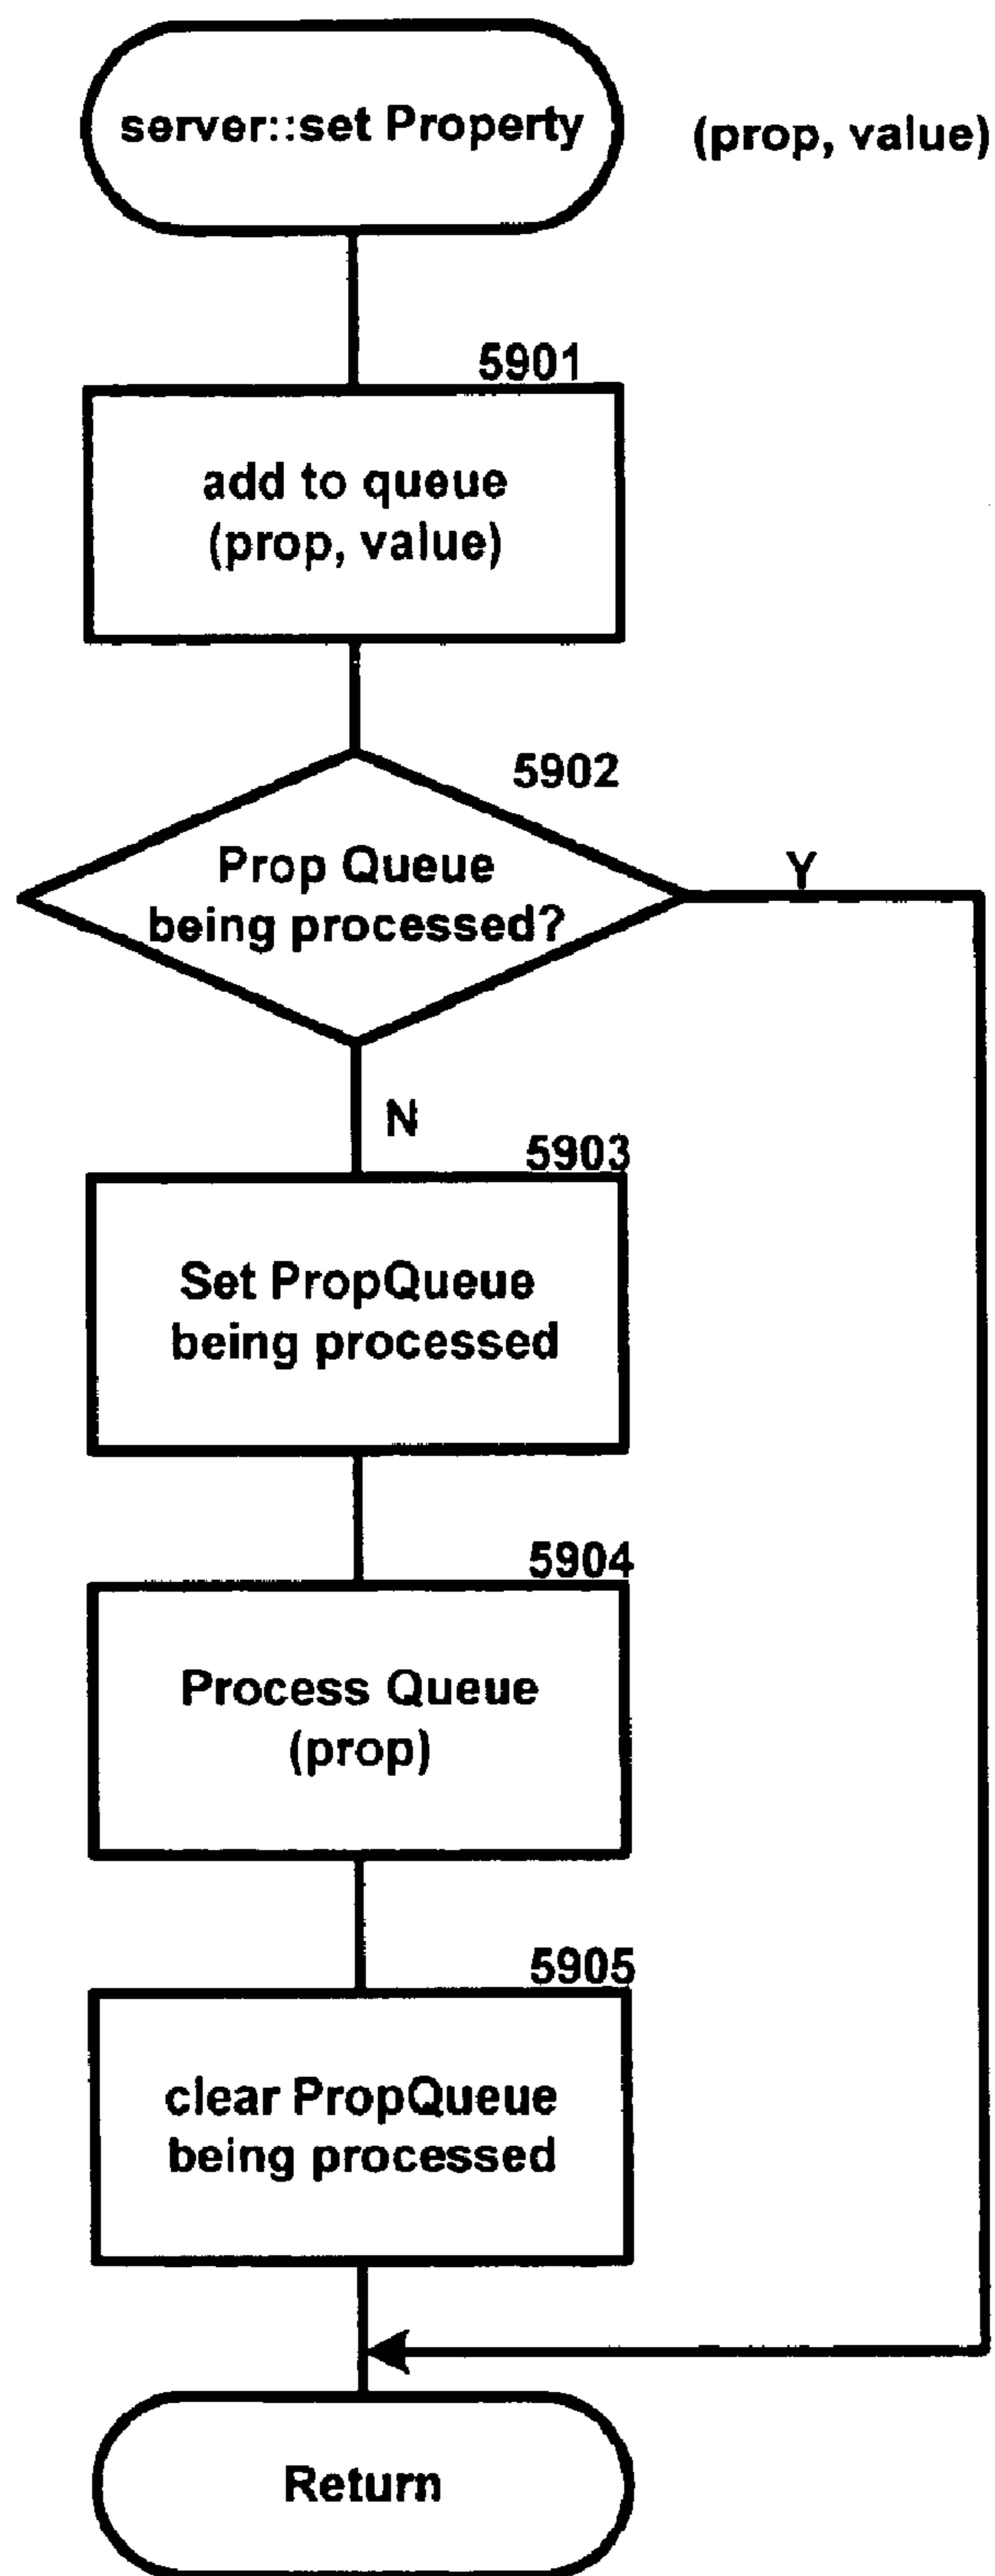 server::set Property
(prop, value)
5901
add to queue
(prop, value)
5902
Prop Queue
being processed?
Y
N
5903
Set PropQueue
being processed
5904
Process Queue
(prop)
5905
clear PropQueue
being processed
Return